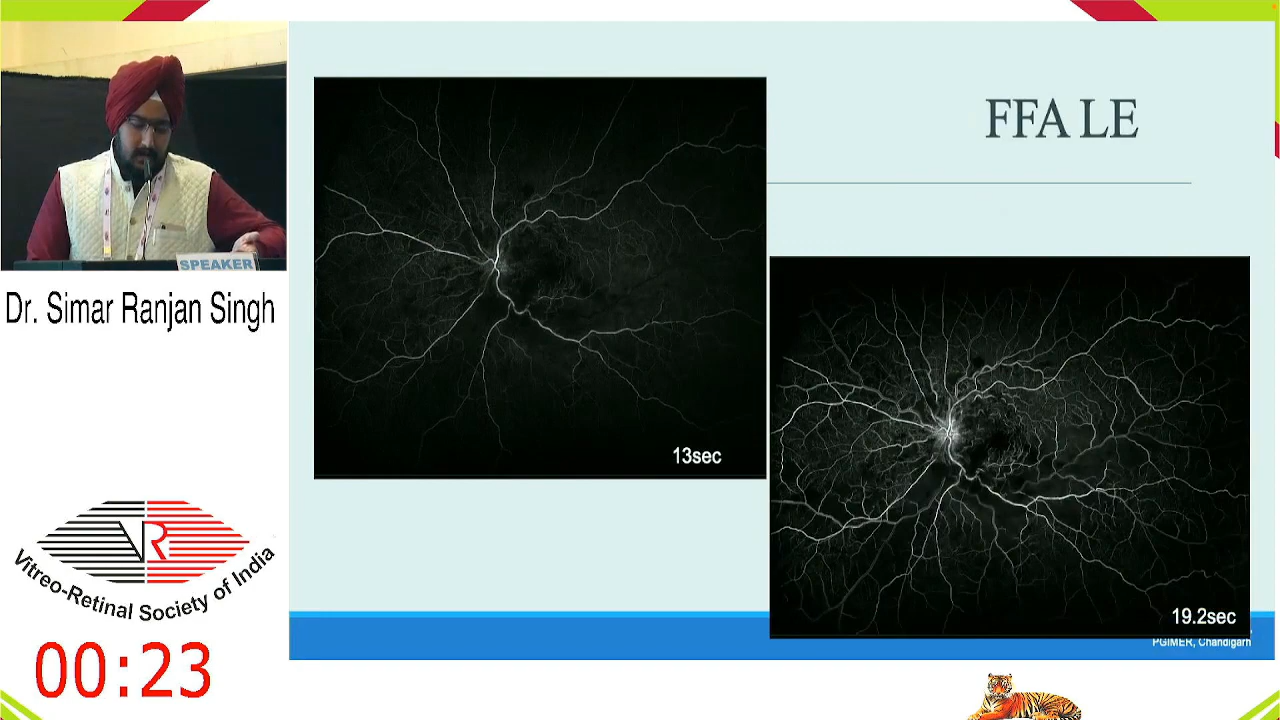 SPEAKER
Dr. Simar Ranjan Singh
VR
Vitreo-Retinal Society of India
00:23
FFA LE
13sec
19.2sec
PGIMER, Chandigarh